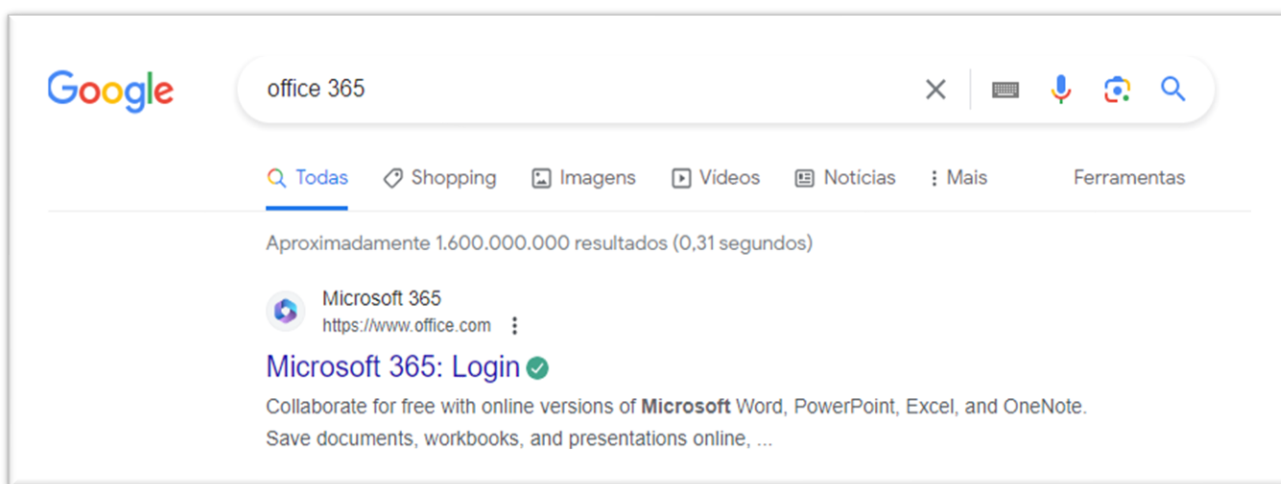 Google
office 365
Todas Shopping Imagens Vídeos Notícias Mais Ferramentas
Aproximadamente 1.600.000.000 resultados (0,31 segundos)
Microsoft 365
https://www.office.com
Microsoft 365: Login
Collaborate for free with online versions of Microsoft Word, PowerPoint, Excel, and OneNote.
Save documents, workbooks, and presentations online, ...